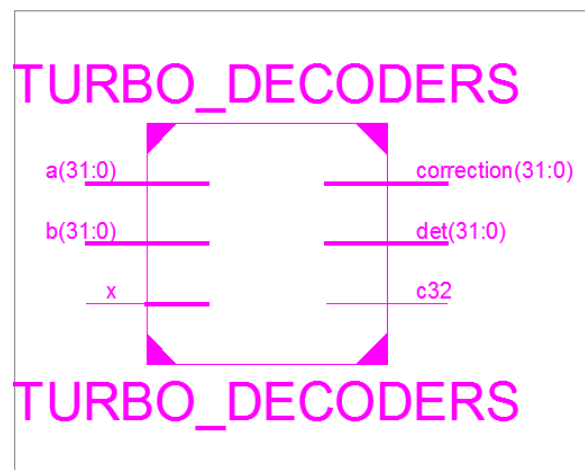 TURBO_DECODERS
a(31:0) correction(31:0)
b(31:0) det(31:0)
x c32
TURBO_DECODERS